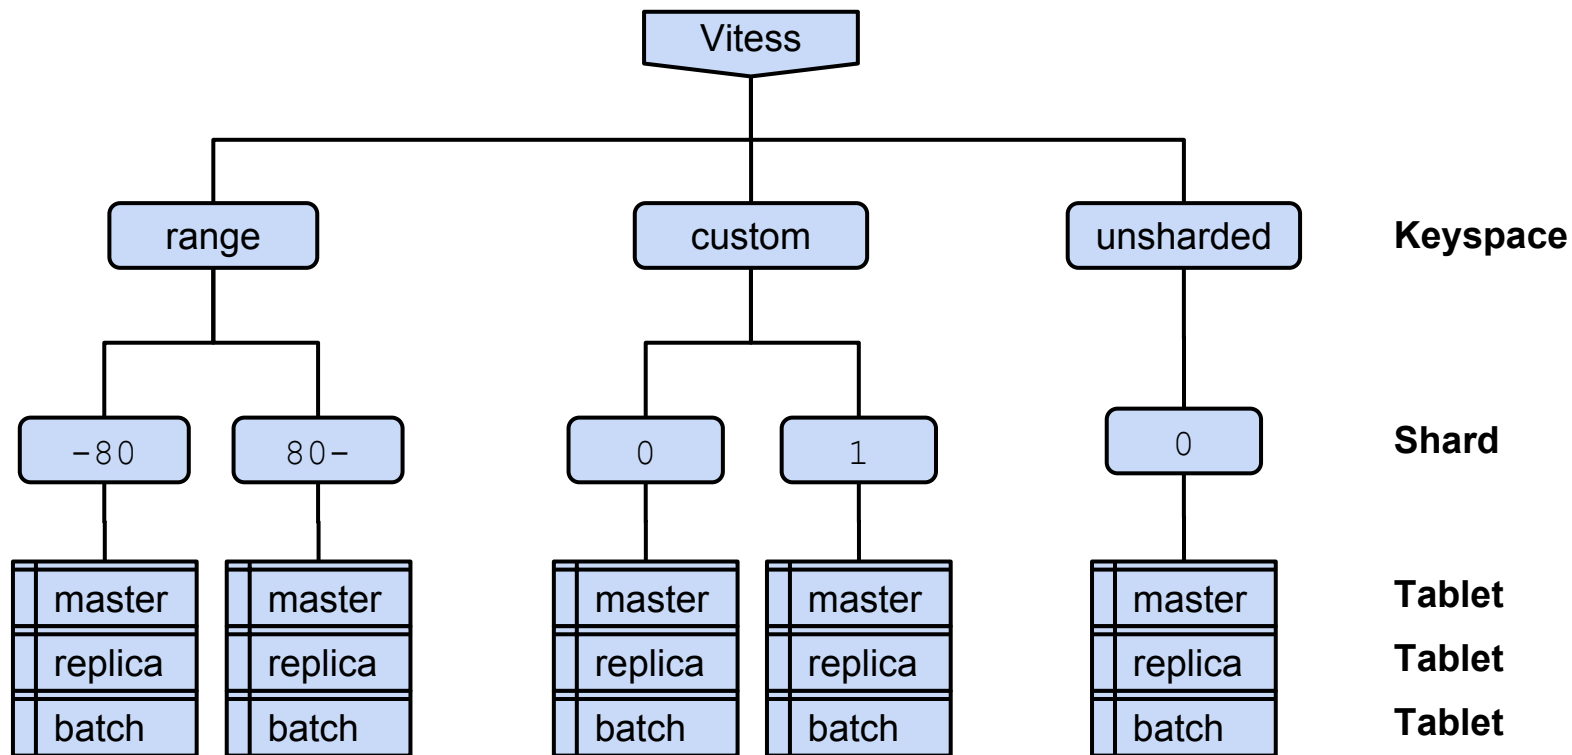 Vitess
range custom unsharded Keyspace
-80 80- 0 1 0 Shard
master master master master master Tablet
replica replica replica replica replica Tablet
batch batch batch batch batch Tablet